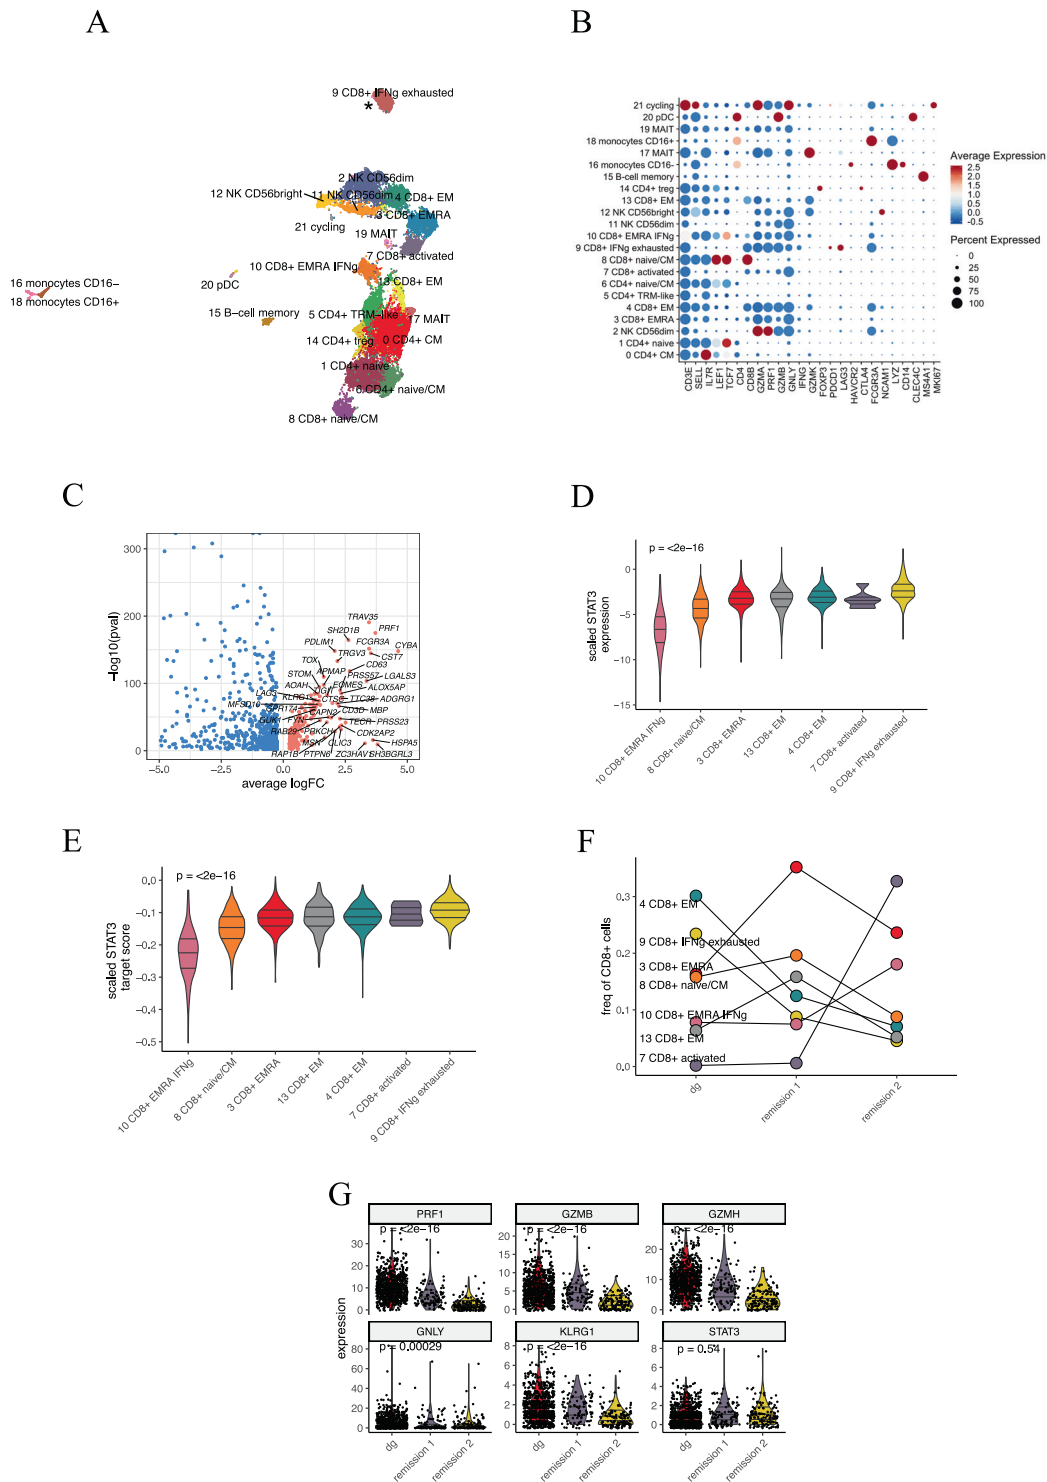 A
9 CD8+ IFNg exhausted
*
2 NK CD56dim
12 NK CD56bright
11 NK CD56dim
4 CD8+ EM
3 CD8+ EMRA
21 cycling
19 MAIT
7 CD8+ activated
10 CD8+ EMRA IFNg
13 CD8+ EM
20 pDC
16 monocytes CD16−
18 monocytes CD16+
15 B−cell memory
5 CD4+ TRM−like
17 MAIT
0 CD4+ CM
14 CD4+ treg
1 CD4+ naive
6 CD4+ naive/CM
8 CD8+ naive/CM
B
21 cycling
20 pDC
19 MAIT
18 monocytes CD16+
17 MAIT
16 monocytes CD16-
15 B-cell memory
14 CD4+ treg
13 CD8+ EM
12 NK CD56bright
11 NK CD56dim
10 CD8+ EMRA IFNg
9 CD8+ IFNg exhausted
8 CD8+ naive/CM
7 CD8+ activated
6 CD4+ naive/CM
5 CD4+ TRM-like
4 CD8+ EM
3 CD8+ EMRA
2 NK CD56dim
1 CD4+ naive
0 CD4+ CM
CD3E
SELL
IL7R
LEF1
TCF7
CD4
CD8B
GZMA
PRF1
GZMB
GNLY
IFNG
GZMK
FOXP3
PDCD1
LAG3
HAVCR2
CTLA4
FCGR3A
NCAM1
LYZ
CD14
CLEC4C
MS4A1
MKI67
Average Expression
2.5
2.0
1.5
1.0
0.5
0.0
-0.5
Percent Expressed
0
25
50
75
100
C
−log10(pval)
300
200
100
0
TRAV35
SH2D1B
PRF1
PDLIM1
FCGR3A
CYBA
TRGV3
CST7
TOX
CD63
STOM
APMAP
PRSS57
LGALS3
AOAH
TIGIT
EOMES
ALOX5AP
LAG3
KLRG1
CTSC
TTC38
ADGRG1
MFSD10
GPR174
CAPN2
CD3D
MBP
GUK1
FYN
TECR
PRSS23
RAB29
PRKCH
CDK2AP2
MSN
CLIC3
HSPA5
RAP1B
PTPN6
ZC3HAV1
SH3BGRL3
−5.0
−2.5
0.0
2.5
5.0
average logFC
D
p = <2e−16
scaled STAT3
expression
0
−5
−10
−15
10 CD8+ EMRA IFNg
8 CD8+ naive/CM
3 CD8+ EMRA
13 CD8+ EM
4 CD8+ EM
7 CD8+ activated
9 CD8+ IFNg exhausted
E
p = <2e−16
scaled STAT3
target score
0.0
−0.1
−0.2
−0.3
−0.4
−0.5
10 CD8+ EMRA IFNg
8 CD8+ naive/CM
3 CD8+ EMRA
13 CD8+ EM
4 CD8+ EM
7 CD8+ activated
9 CD8+ IFNg exhausted
F
freq of CD8+ cells
0.3
0.2
0.1
0.0
4 CD8+ EM
9 CD8+ IFNg exhausted
3 CD8+ EMRA
8 CD8+ naive/CM
10 CD8+ EMRA IFNg
13 CD8+ EM
7 CD8+ activated
dg
remission 1
remission 2
G
expression
PRF1
GZMB
GZMH
p = <2e−16
p = <2e−16
p = <2e−16
30
20
10
0
20
15
10
5
0
20
10
0
GNLY
KLRG1
STAT3
p = 0.00029
p = <2e−16
p = 0.54
80
60
40
20
0
8
6
4
2
0
8
6
4
2
0
dg
remission 1
remission 2
dg
remission 1
remission 2
dg
remission 1
remission 2